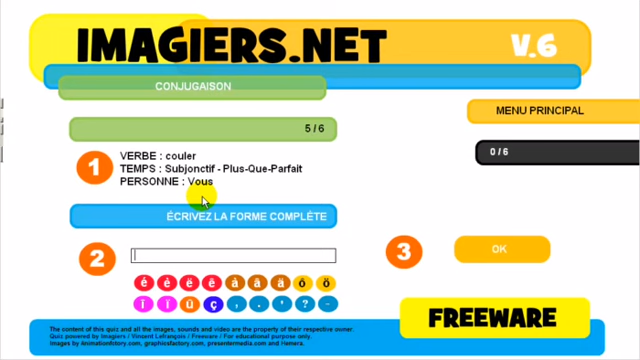 IMAGIERS.NET
V.6
CONJUGAISON
MENU PRINCIPAL
5 / 6
0 / 6
1
VERBE : couler
TEMPS : Subjonctif - Plus-Que-Parfait
PERSONNE : Vous
ÉCRIVEZ LA FORME COMPLÈTE
2
3
OK
ç , . ' ? -
FREEWARE
The content of this quiz and all the images, sounds and video are the property of their respective owner.
Quiz powered by Imagiers / Vincent Lefrançois / Freeware / For educational purpose only.
Images by Animationstory.com, graphicsfactory.com, presentermedia.com and Hemera.